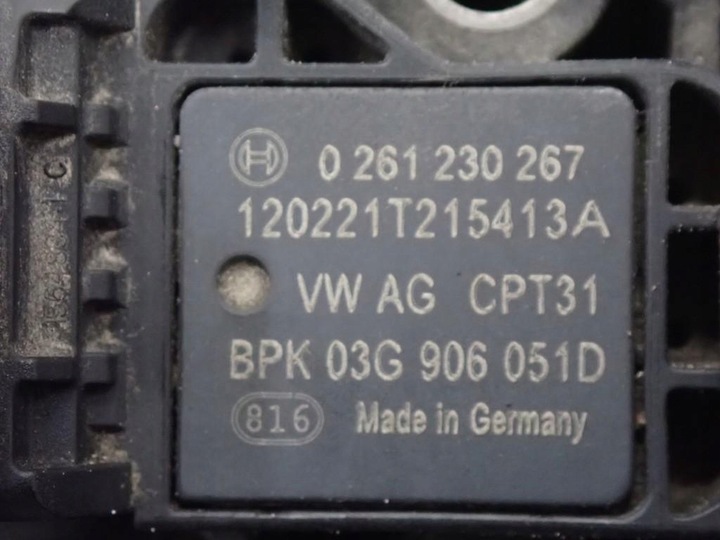 0 261 230 267
120221T215413A
VW AG CPT31
BPK 03G 906 051D
816 Made in Germany